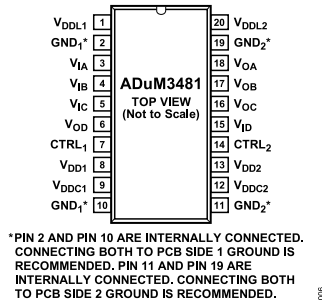 VDDL1 1 20 VDDL2
GND1* 2 19 GND2*
VIA 3 18 VOA
VIB 4 ADuM3481 17 VOB
VIC 5 TOP VIEW 16 VOC
(Not to Scale)
VOD 6 15 VID
CTRL1 7 14 CTRL2
VDD1 8 13 VDD2
VDDC1 9 12 VDDC2
GND1* 10 11 GND2*
*PIN 2 AND PIN 10 ARE INTERNALLY CONNECTED.
CONNECTING BOTH TO PCB SIDE 1 GROUND IS
RECOMMENDED. PIN 11 AND PIN 19 ARE
INTERNALLY CONNECTED. CONNECTING BOTH
TO PCB SIDE 2 GROUND IS RECOMMENDED.